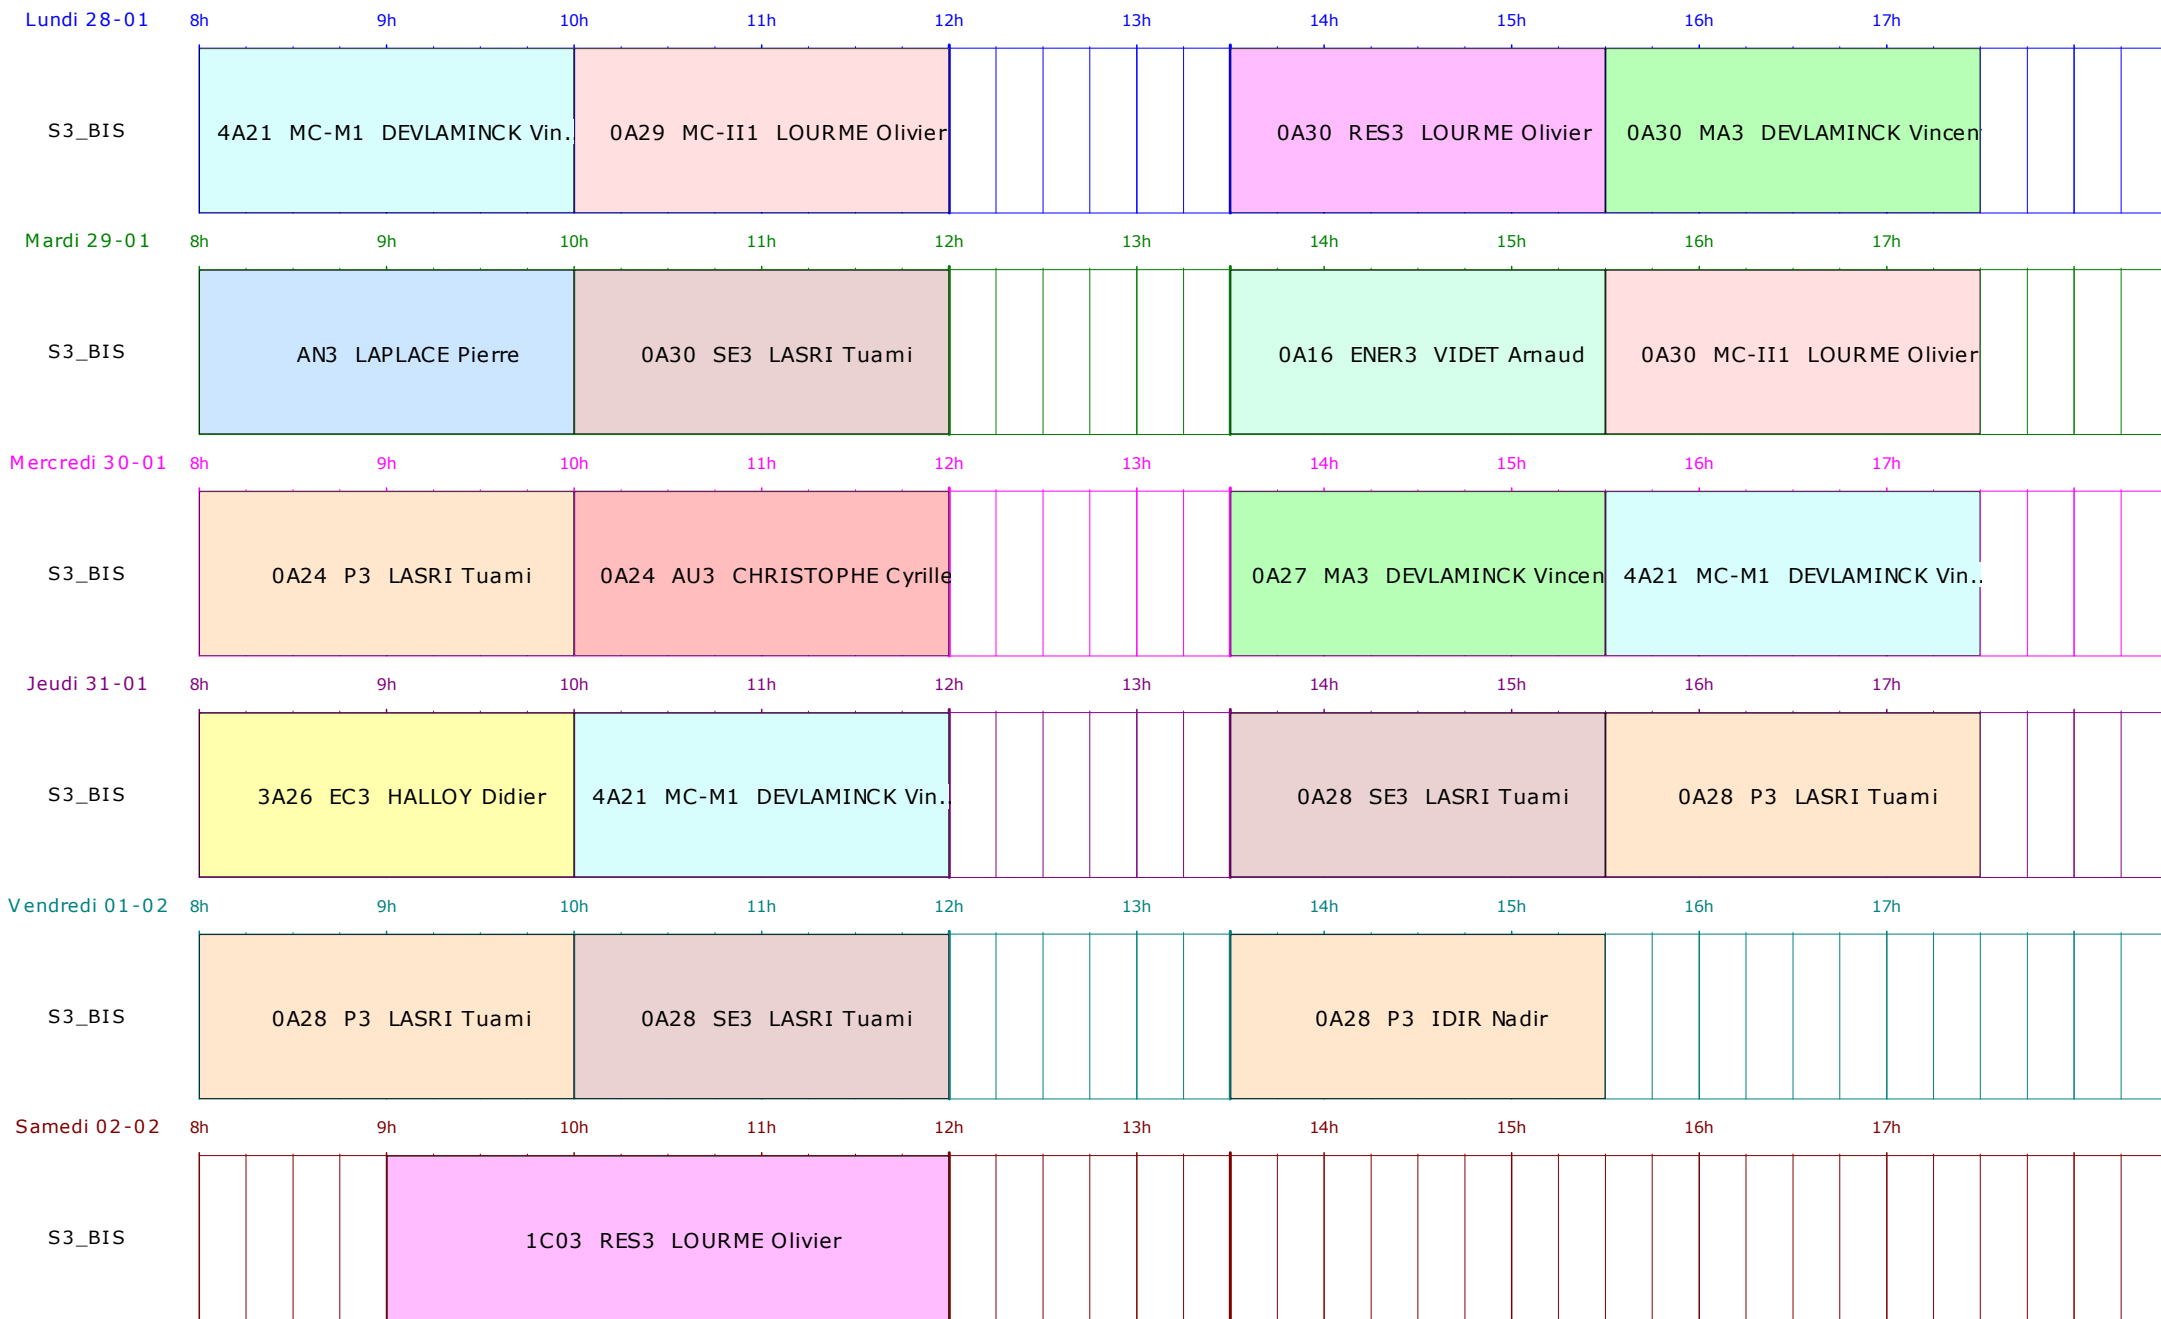 Lundi 28-01 8h 9h 10h 11h 12h 13h 14h 15h 16h 17h
S3_BIS 4A21 MC-M1 DEVLAMINCK Vin.. 0A29 MC-II1 LOURME Olivier 0A30 RES3 LOURME Olivier 0A30 MA3 DEVLAMINCK Vincen
Mardi 29-01 8h 9h 10h 11h 12h 13h 14h 15h 16h 17h
S3_BIS AN3 LAPLACE Pierre 0A30 SE3 LASRI Tuami 0A16 ENER3 VIDET Arnaud 0A30 MC-II1 LOURME Olivier
Mercredi 30-01 8h 9h 10h 11h 12h 13h 14h 15h 16h 17h
S3_BIS 0A24 P3 LASRI Tuami 0A24 AU3 CHRISTOPHE Cyrille 0A27 MA3 DEVLAMINCK Vincen 4A21 MC-M1 DEVLAMINCK Vin..
Jeudi 31-01 8h 9h 10h 11h 12h 13h 14h 15h 16h 17h
S3_BIS 3A26 EC3 HALLOY Didier 4A21 MC-M1 DEVLAMINCK Vin.. 0A28 SE3 LASRI Tuami 0A28 P3 LASRI Tuami
Vendredi 01-02 8h 9h 10h 11h 12h 13h 14h 15h 16h 17h
S3_BIS 0A28 P3 LASRI Tuami 0A28 SE3 LASRI Tuami 0A28 P3 IDIR Nadir
Samedi 02-02 8h 9h 10h 11h 12h 13h 14h 15h 16h 17h
S3_BIS 1C03 RES3 LOURME Olivier